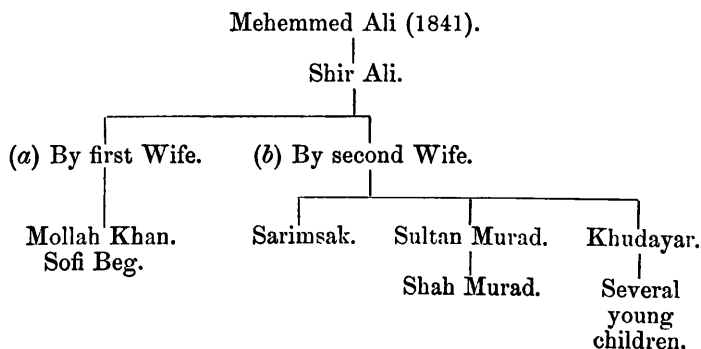 Mehemmed Ali (1841).
Shir Ali.
(a) By first Wife. (b) By second Wife.
Mollah Khan. Sarimsak. Sultan Murad. Khudayar.
Sofi Beg.
Shah Murad. Several
young
children.